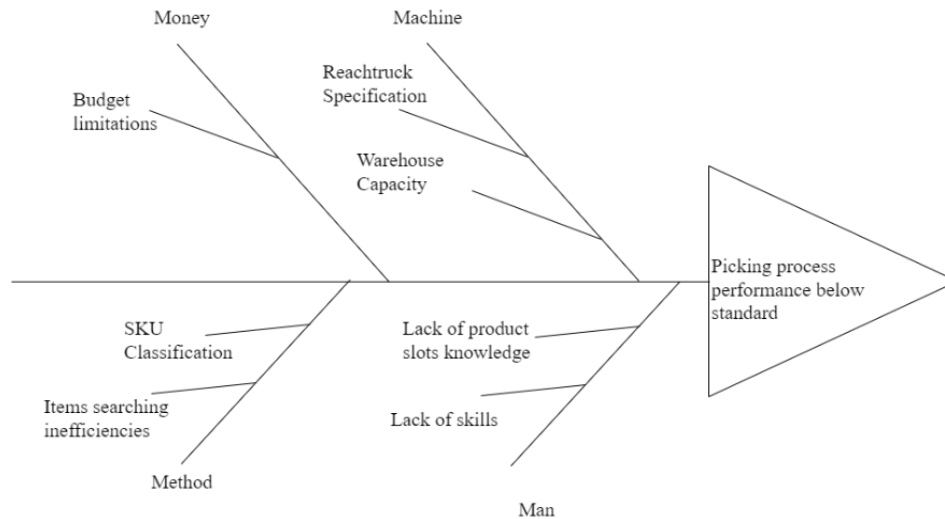 Money
Machine
Reachtruck
Specification
Budget
limitations
Warehouse
Capacity
Picking process
performance below
standard
SKU
Classification
Lack of product
slots knowledge
Items searching
inefficiencies
Lack of skills
Method
Man